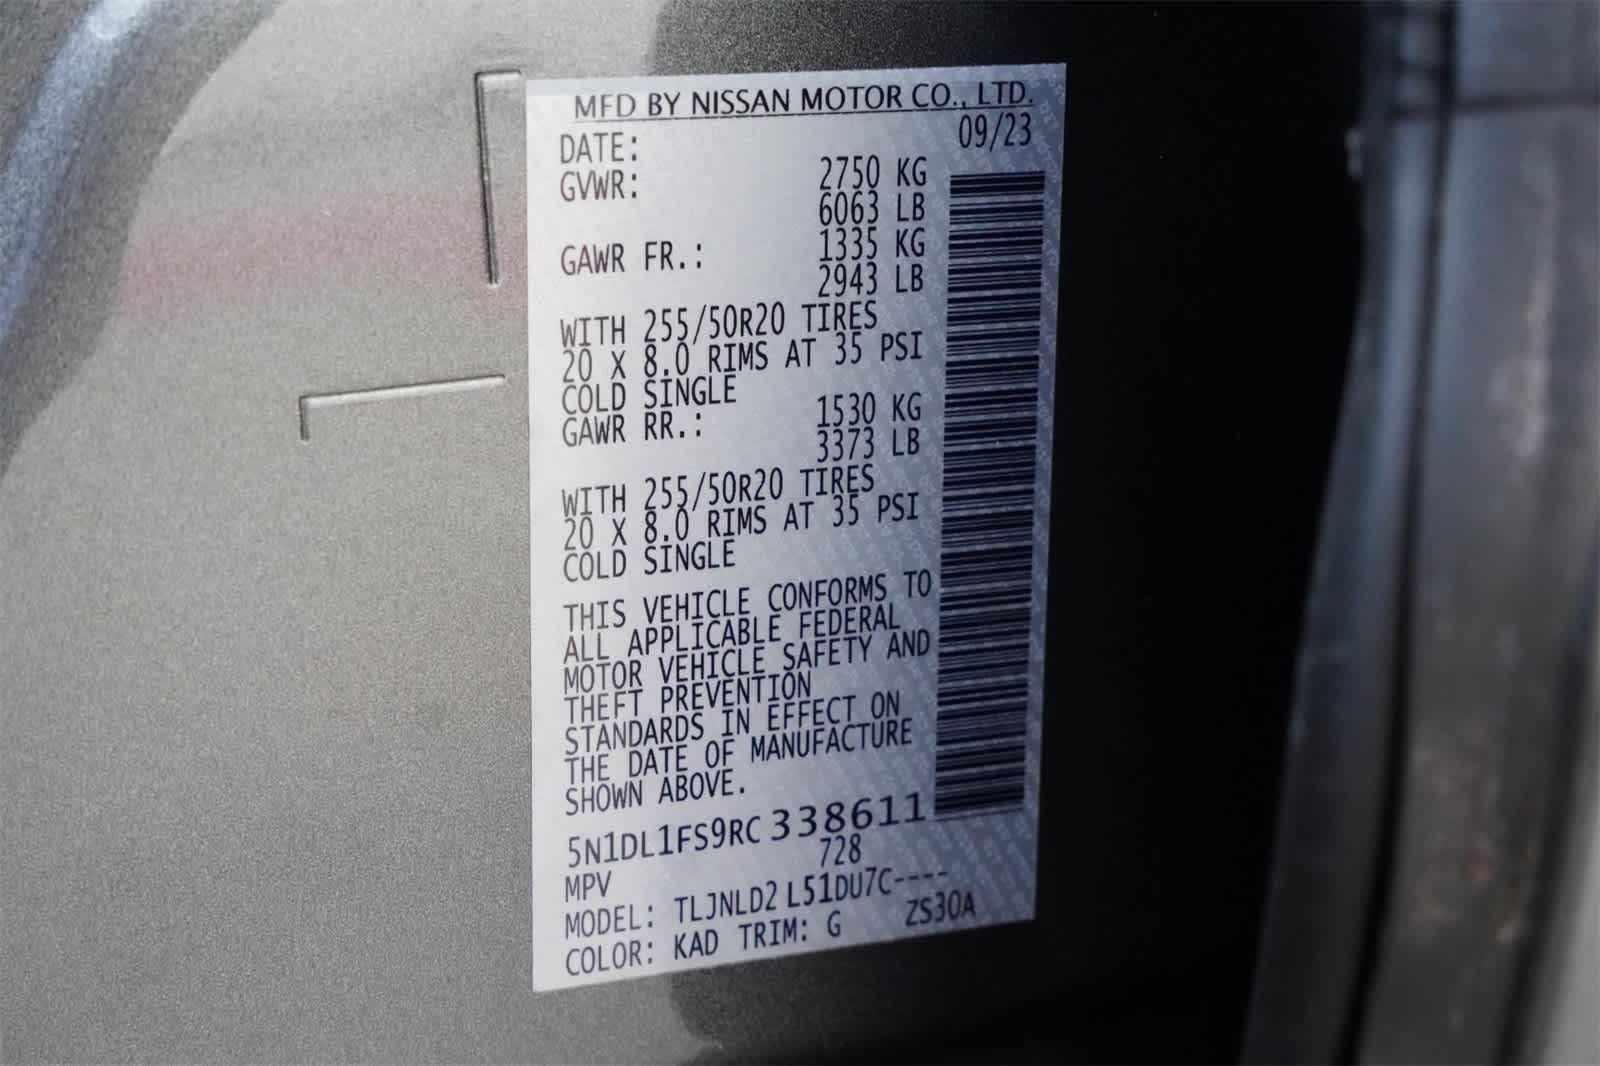 MFD BY NISSAN MOTOR CO., LTD.
DATE: 09/23
GVWR: 2750 KG
6063 LB
GAWR FR.: 1335 KG
2943 LB
WITH 255/50R20 TIRES
20 X 8.0 RIMS AT 35 PSI
COLD SINGLE
GAWR RR.: 1530 KG
3373 LB
WITH 255/50R20 TIRES
20 X 8.0 RIMS AT 35 PSI
COLD SINGLE
THIS VEHICLE CONFORMS TO
ALL APPLICABLE FEDERAL
MOTOR VEHICLE SAFETY AND
THEFT PREVENTION
STANDARDS IN EFFECT ON
THE DATE OF MANUFACTURE
SHOWN ABOVE.
5N1DL1FS9RC338611
MPV 728
MODEL: TLJNLD2 L51DU7C----
COLOR: KAD TRIM: G ZS30A